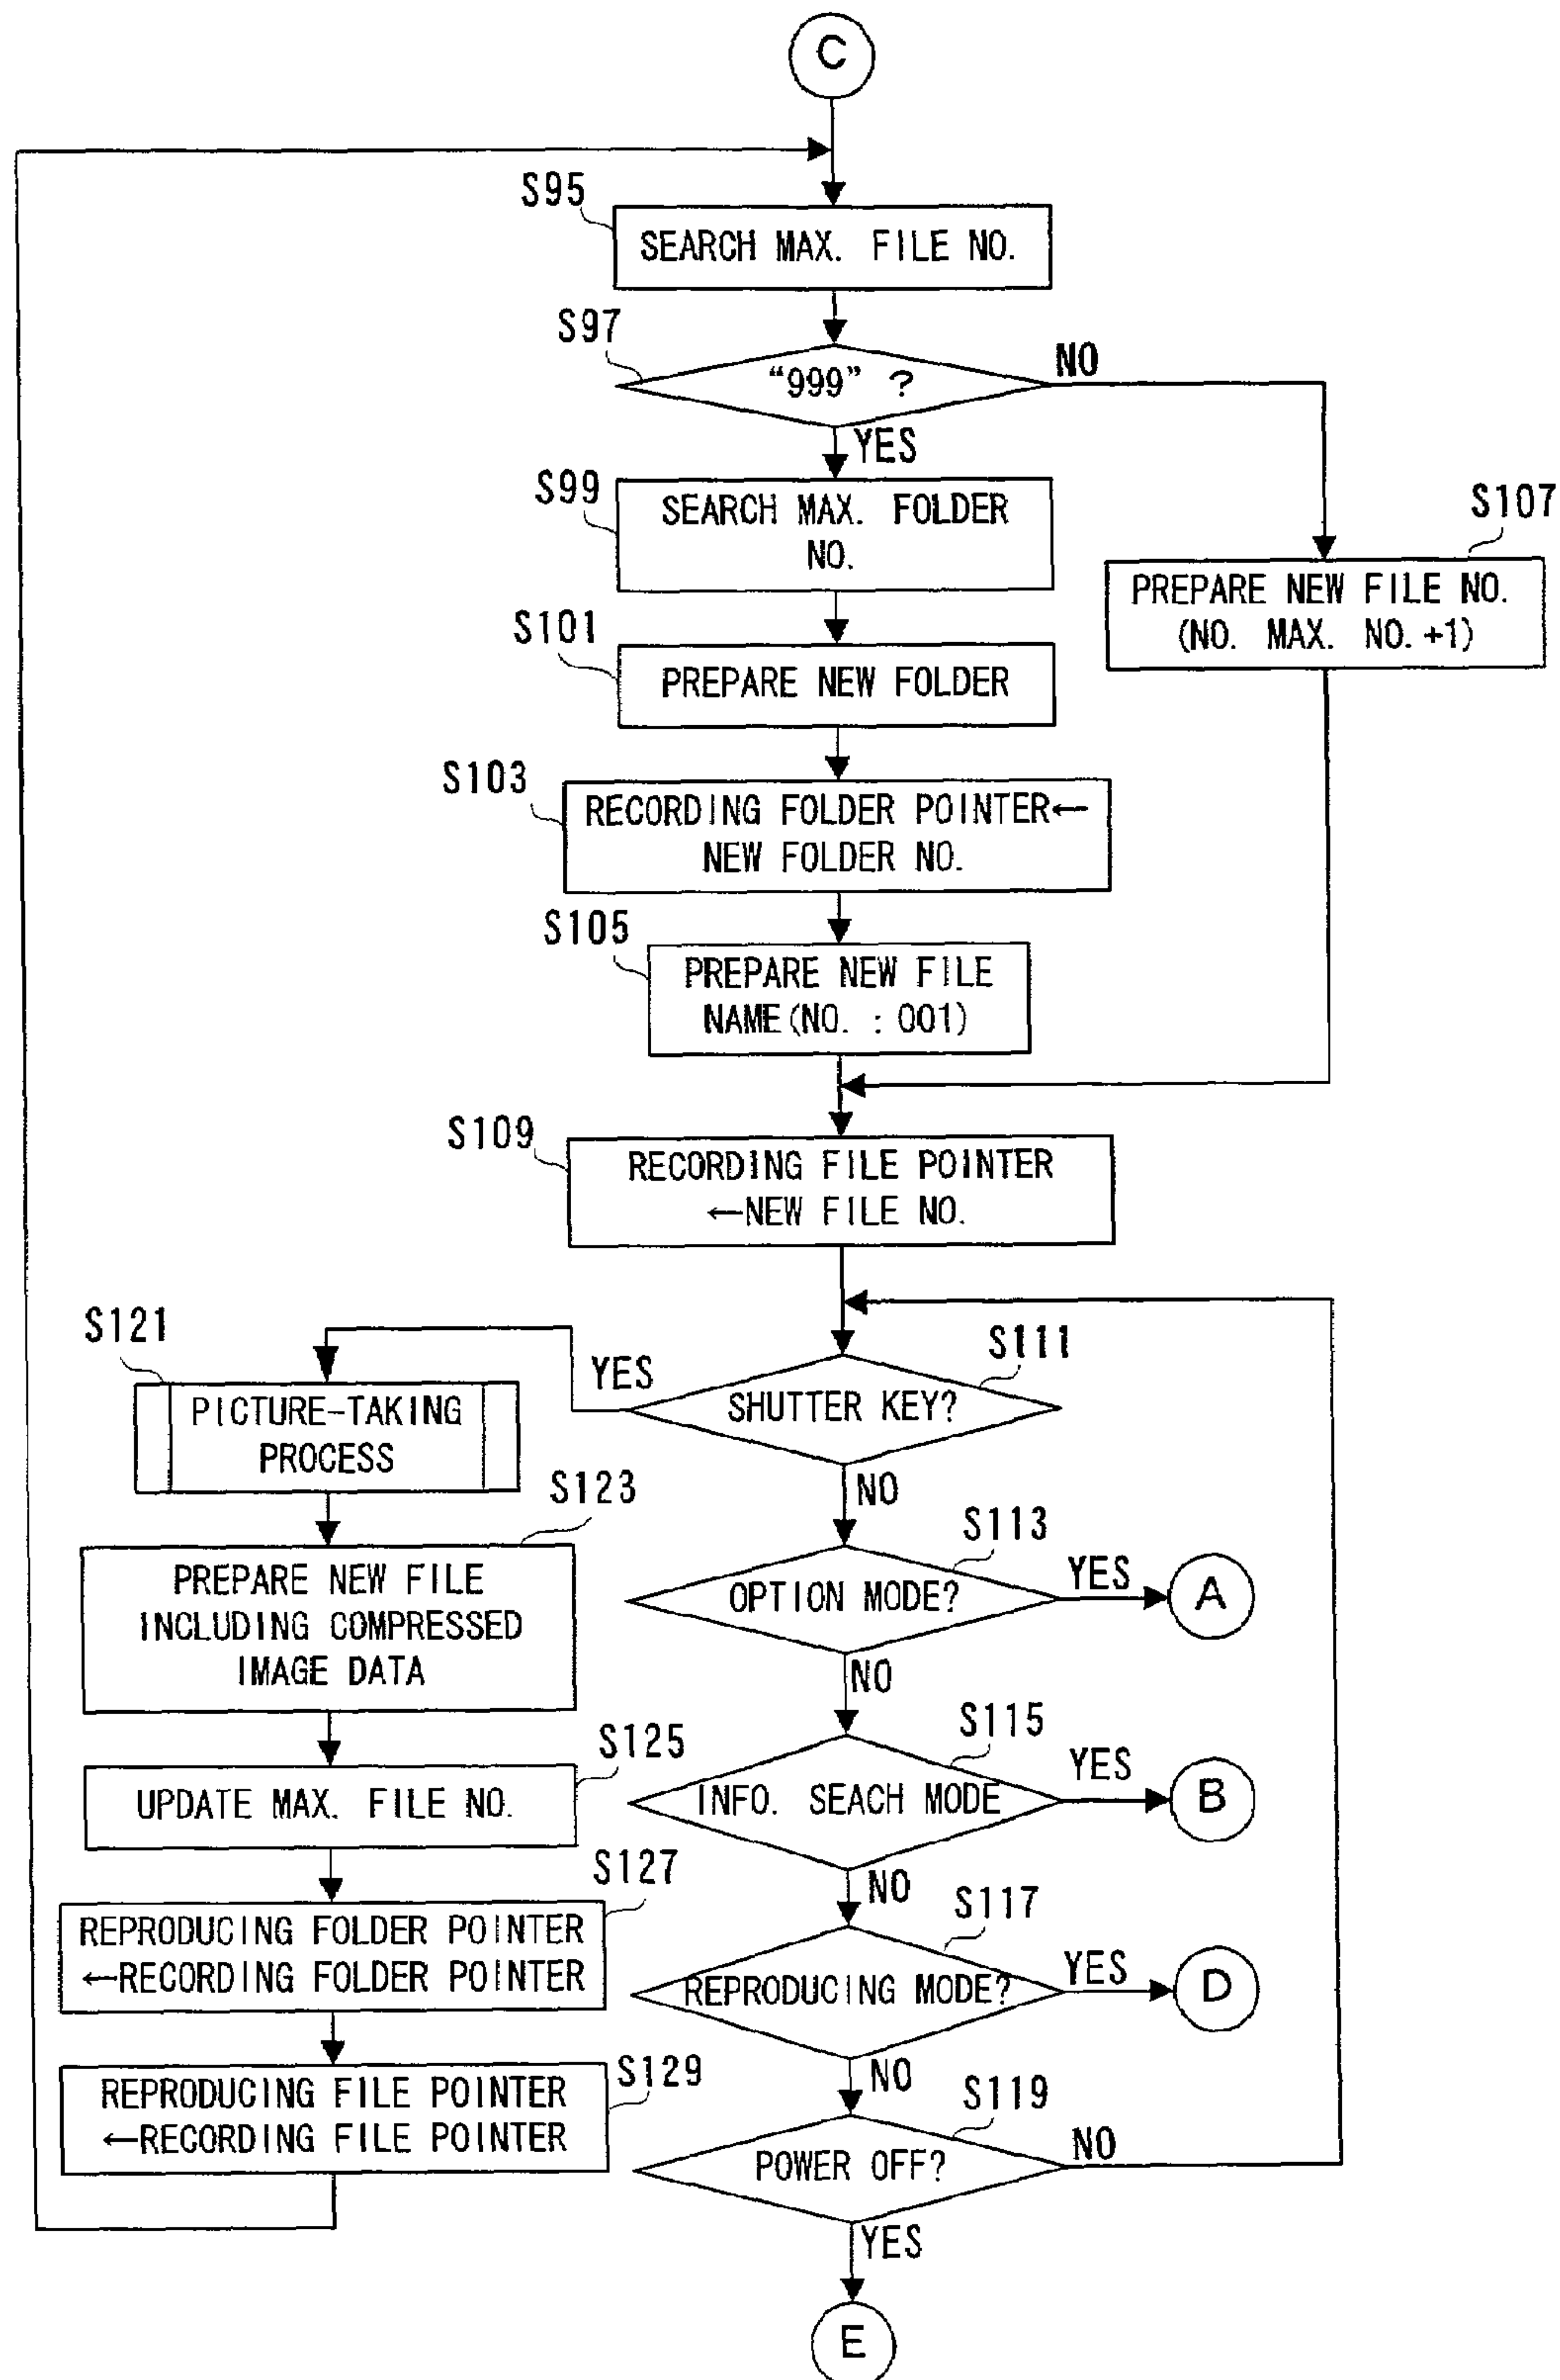 C
S95
SEARCH MAX. FILE NO.
S97
“999” ?
NO
YES
S99
SEARCH MAX. FOLDER
NO.
S107
PREPARE NEW FILE NO.
(NO. MAX. NO.+1)
S101
PREPARE NEW FOLDER
S103
RECORDING FOLDER POINTER←
NEW FOLDER NO.
S105
PREPARE NEW FILE
NAME(NO. : 001)
S109
RECORDING FILE POINTER
←NEW FILE NO.
S111
SHUTTER KEY?
YES
NO
S121
PICTURE-TAKING
PROCESS
S123
PREPARE NEW FILE
INCLUDING COMPRESSED
IMAGE DATA
S113
OPTION MODE?
YES
A
NO
S125
UPDATE MAX. FILE NO.
S115
INFO. SEACH MODE
YES
B
NO
S127
REPRODUCING FOLDER POINTER
←RECORDING FOLDER POINTER
S117
REPRODUCING MODE?
YES
D
NO
S129
REPRODUCING FILE POINTER
←RECORDING FILE POINTER
S119
POWER OFF?
NO
YES
E